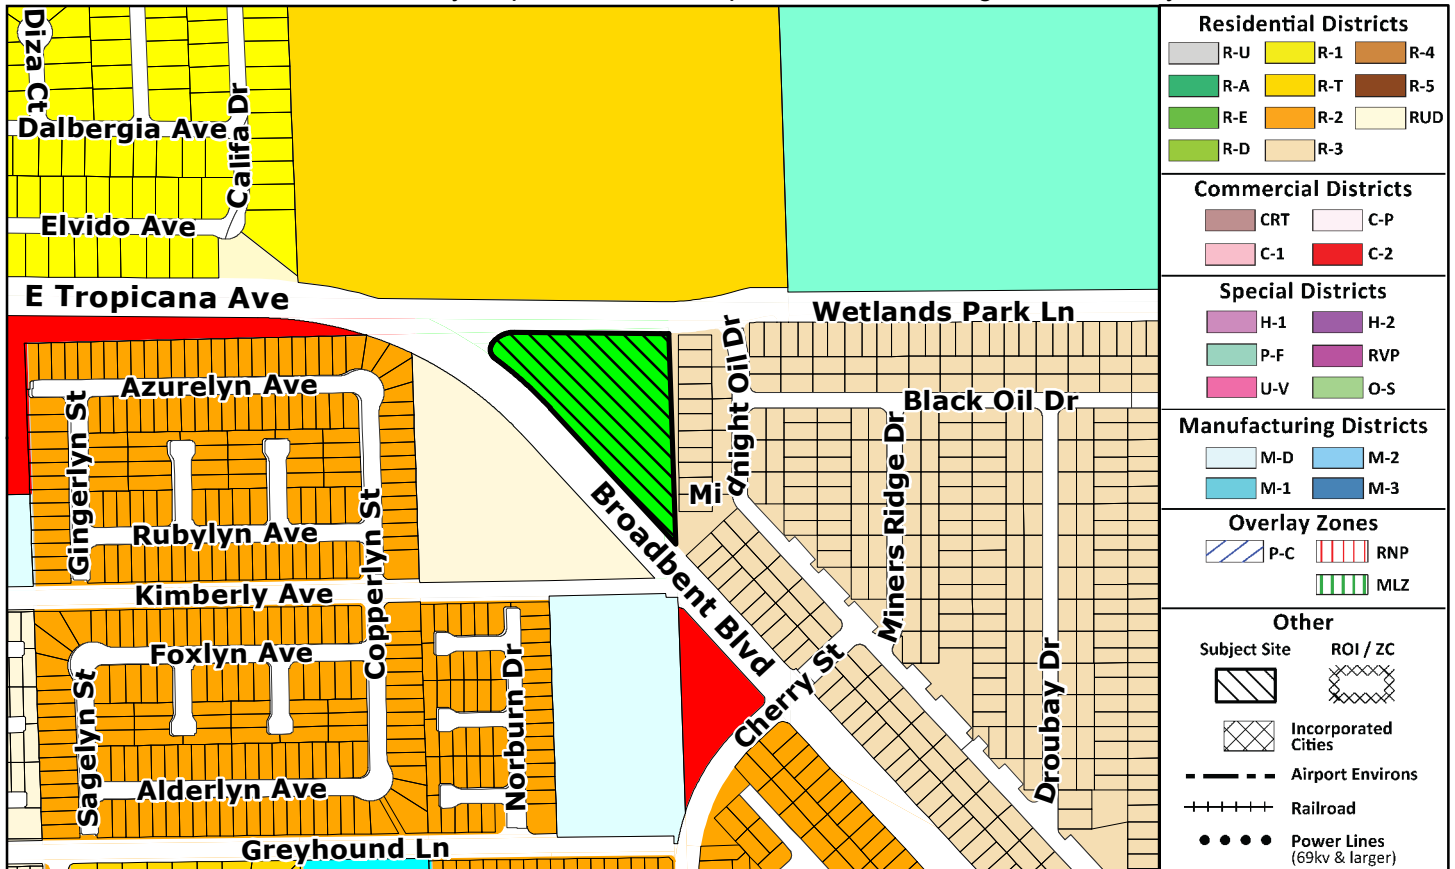 Diza Ct
Dalbergia Ave
Califa Dr
Elvido Ave
E Tropicana Ave
Wetlands Park Ln
Azurelyn Ave
Black Oil Dr
Midnight Oil Dr
Gingerlyn St
Miners Ridge Dr
Rubylyn Ave
Copperlyn St
Broadbent Blvd
Kimberly Ave
Foxlyn Ave
Sagelyn St
Norburn Dr
Cherry St
Droubay Dr
Alderlyn Ave
Greyhound Ln
Residential Districts
R-U R-1 R-4
R-A R-T R-5
R-E R-2 RUD
R-D R-3
Commercial Districts
CRT C-P
C-1 C-2
Special Districts
H-1 H-2
P-F RVP
U-V O-S
Manufacturing Districts
M-D M-2
M-1 M-3
Overlay Zones
P-C RNP
MLZ
Other
Subject Site ROI / ZC
Incorporated
Cities
Airport Environs
Railroad
Power Lines
(69kv & larger)